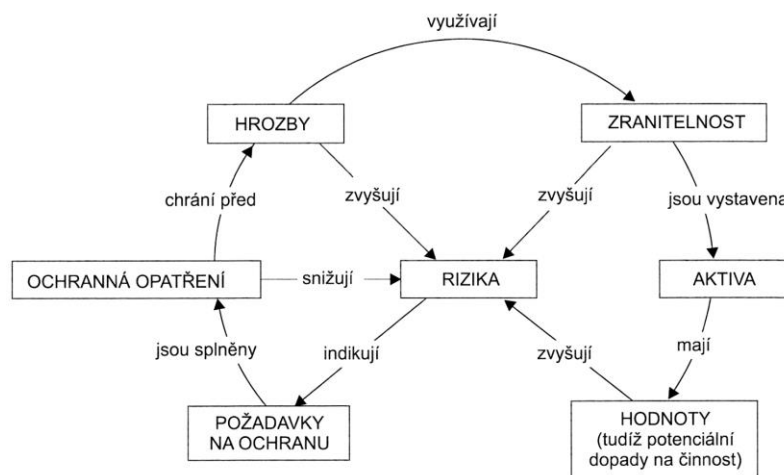 využívají
HROZBY
ZRANITELNOST
chrání před
zvyšují
zvyšují
jsou vystavena
OCHRANNÁ OPATŘENÍ
snižují
RIZIKA
AKTIVA
jsou splněny
indikují
zvyšují
mají
POŽADAVKY
NA OCHRANU
HODNOTY
(tudíž potenciální
dopady na činnost)